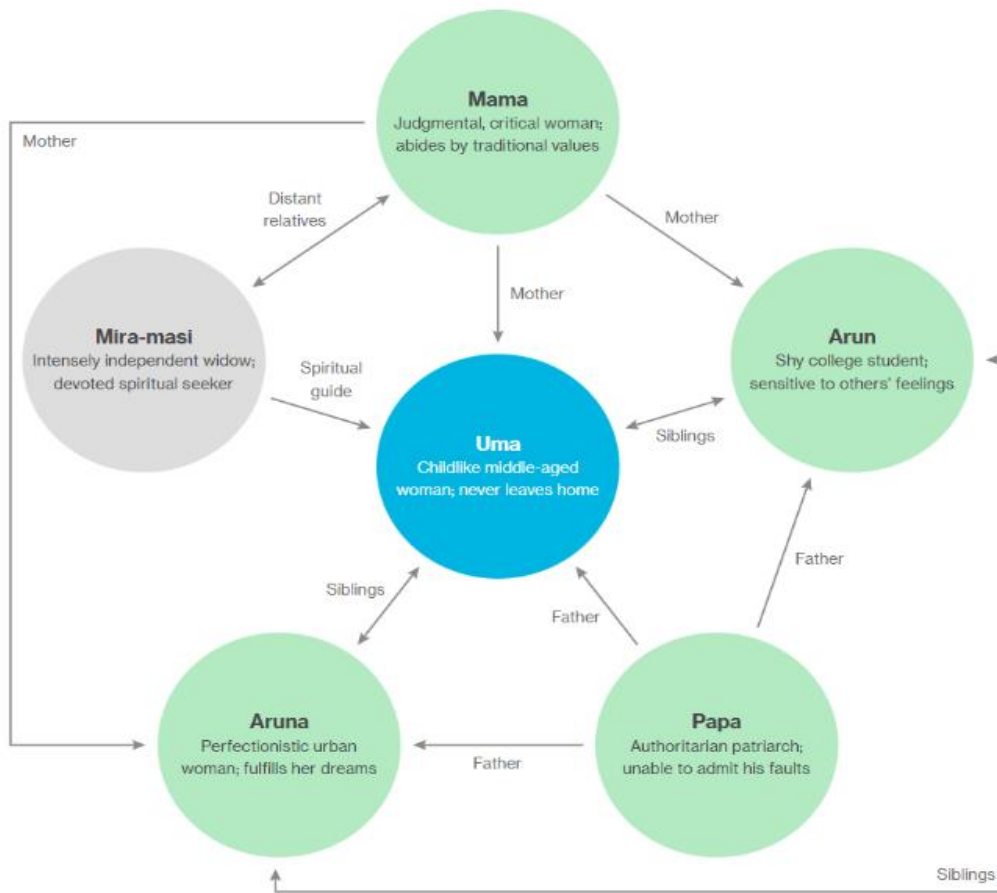 Mama
Judgmental, critical woman;
abides by traditional values
Mother
Distant
relatives
Mother
Mother
Mira-masi
Intensely independent widow;
devoted spiritual seeker
Spiritual
guide
Arun
Shy college student;
sensitive to others' feelings
Uma
Childlike middle-aged
woman; never leaves home
Siblings
Siblings
Father
Father
Aruna
Perfectionistic urban
woman; fulfills her dreams
Father
Papa
Authoritarian patriarch;
unable to admit his faults
Siblings